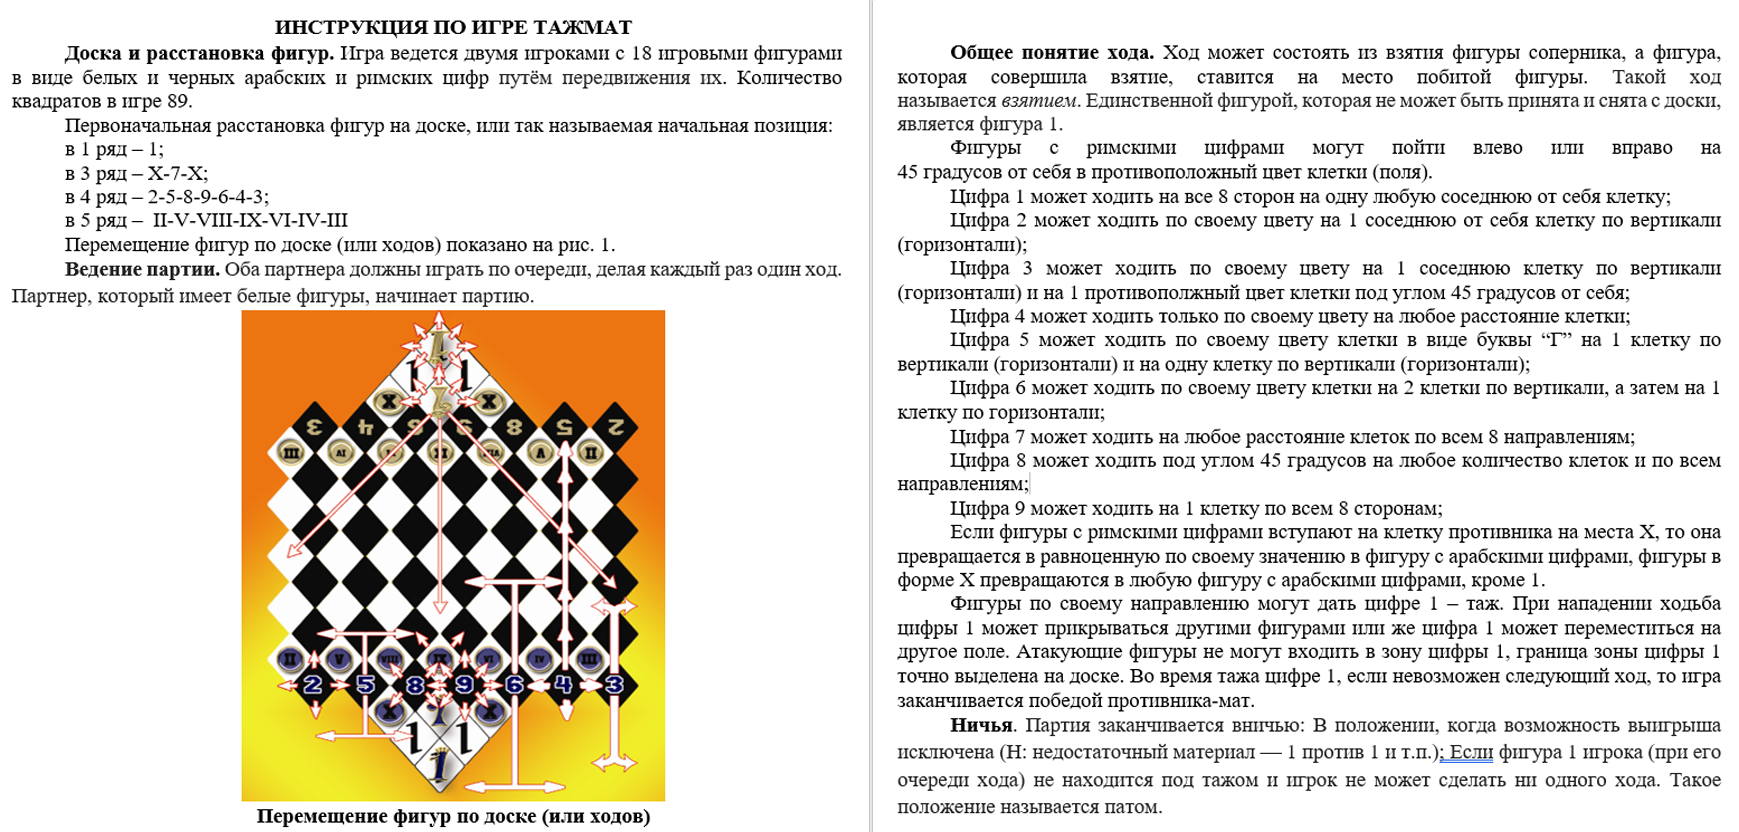 ИНСТРУКЦИЯ ПО ИГРЕ ТАЖМАТ
Доска и расстановка фигур. Игра ведется двумя игроками с 18 игровыми фигурами
в виде белых и черных арабских и римских цифр путём передвижения их. Количество
квадратов в игре 89.
Первоначальная расстановка фигур на доске, или так называемая начальная позиция:
в 1 ряд – 1;
в 3 ряд – X-7-X;
в 4 ряд – 2-5-8-9-6-4-3;
в 5 ряд – II-V-VIII-IX-VI-IV-III
Перемещение фигур по доске (или ходов) показано на рис. 1.
Ведение партии. Оба партнера должны играть по очереди, делая каждый раз один ход.
Партнер, который имеет белые фигуры, начинает партию.
1
1 1
X 7 X
3 4 6 9 8 5 2
III IV VI IX VIII V II
II V VIII IX VI IV III
2 5 8 9 6 4 3
X 7 X
1 1
1
Перемещение фигур по доске (или ходов)
Общее понятие хода. Ход может состоять из взятия фигуры соперника, а фигура,
которая совершила взятие, ставится на место побитой фигуры. Такой ход
называется взятием. Единственной фигурой, которая не может быть принята и снята с доски,
является фигура 1.
Фигуры с римскими цифрами могут пойти влево или вправо на
45 градусов от себя в противоположный цвет клетки (поля).
Цифра 1 может ходить на все 8 сторон на одну любую соседнюю от себя клетку;
Цифра 2 может ходить по своему цвету на 1 соседнюю от себя клетку по вертикали
(горизонтали);
Цифра 3 может ходить по своему цвету на 1 соседнюю клетку по вертикали
(горизонтали) и на 1 противополжный цвет клетки под углом 45 градусов от себя;
Цифра 4 может ходить только по своему цвету на любое расстояние клетки;
Цифра 5 может ходить по своему цвету клетки в виде буквы “Г” на 1 клетку по
вертикали (горизонтали) и на одну клетку по вертикали (горизонтали);
Цифра 6 может ходить по своему цвету клетки на 2 клетки по вертикали, а затем на 1
клетку по горизонтали;
Цифра 7 может ходить на любое расстояние клеток по всем 8 направлениям;
Цифра 8 может ходить под углом 45 градусов на любое количество клеток и по всем
направлениям;
Цифра 9 может ходить на 1 клетку по всем 8 сторонам;
Если фигуры с римскими цифрами вступают на клетку противника на места X, то она
превращается в равноценную по своему значению в фигуру с арабскими цифрами, фигуры в
форме X превращаются в любую фигуру с арабскими цифрами, кроме 1.
Фигуры по своему направлению могут дать цифре 1 – таж. При нападении ходьба
цифры 1 может прикрываться другими фигурами или же цифра 1 может переместиться на
другое поле. Атакующие фигуры не могут входить в зону цифры 1, граница зоны цифры 1
точно выделена на доске. Во время тажа цифре 1, если невозможен следующий ход, то игра
заканчивается победой противника-мат.
Ничья. Партия заканчивается вничью: В положении, когда возможность выигрыша
исключена (Н: недостаточный материал — 1 против 1 и т.п.); Если фигура 1 игрока (при его
очереди хода) не находится под тажом и игрок не может сделать ни одного хода. Такое
положение называется патом.